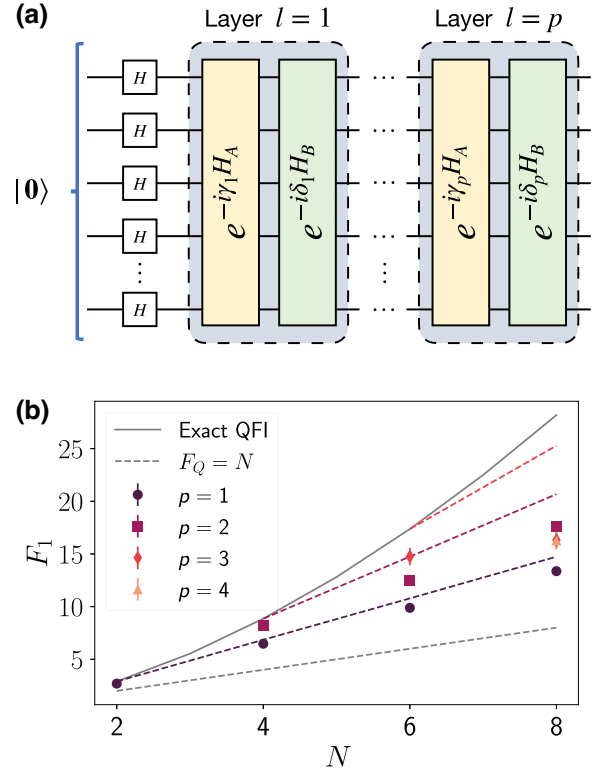 (a)
Layer l = 1
Layer l = p
|0⟩
H
H
H
H
⋮
H
e^{-iγ_1 H_A}
e^{-iδ_1 H_B}
⋯
⋯
⋯
⋯
⋮
⋯
e^{-iγ_p H_A}
e^{-iδ_p H_B}
(b)
Exact QFI
F_Q = N
p = 1
p = 2
p = 3
p = 4
F_1
25
20
15
10
5
2 4 6 8
N